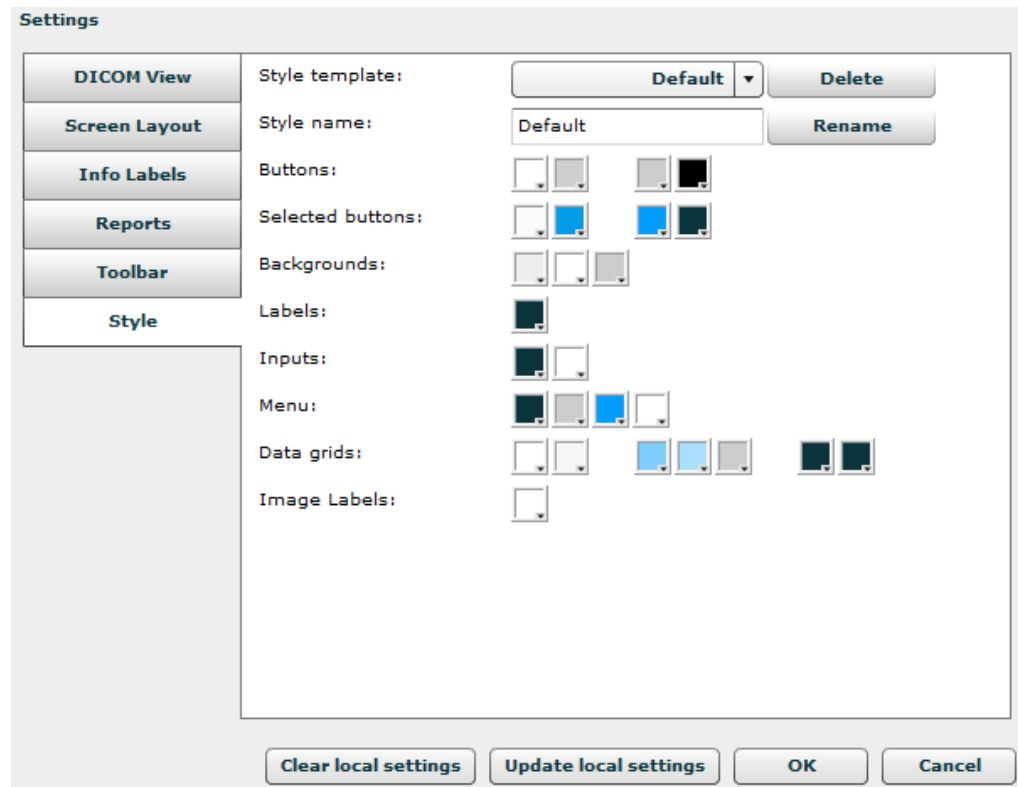 Settings
DICOM View
Screen Layout
Info Labels
Reports
Toolbar
Style
Style template: Default Delete
Style name: Default Rename
Buttons:
Selected buttons:
Backgrounds:
Labels:
Inputs:
Menu:
Data grids:
Image Labels:
Clear local settings Update local settings OK Cancel